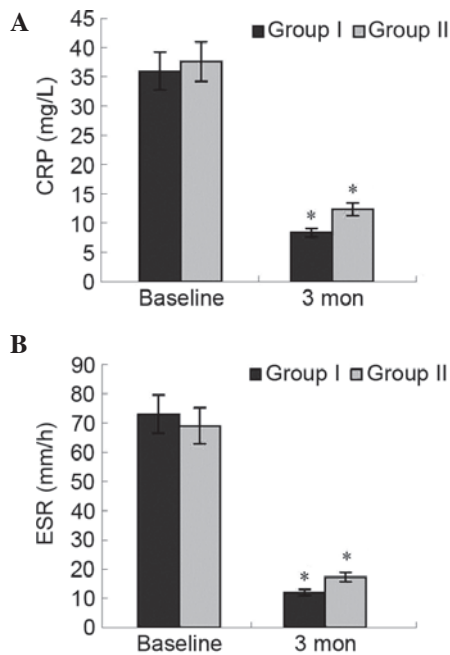 A
Group I Group II
CRP (mg/L)
45
40
35
30
25
20
15
10
5
0
* *
Baseline 3 mon
B
Group I Group II
ESR (mm/h)
90
80
70
60
50
40
30
20
10
0
* *
Baseline 3 mon